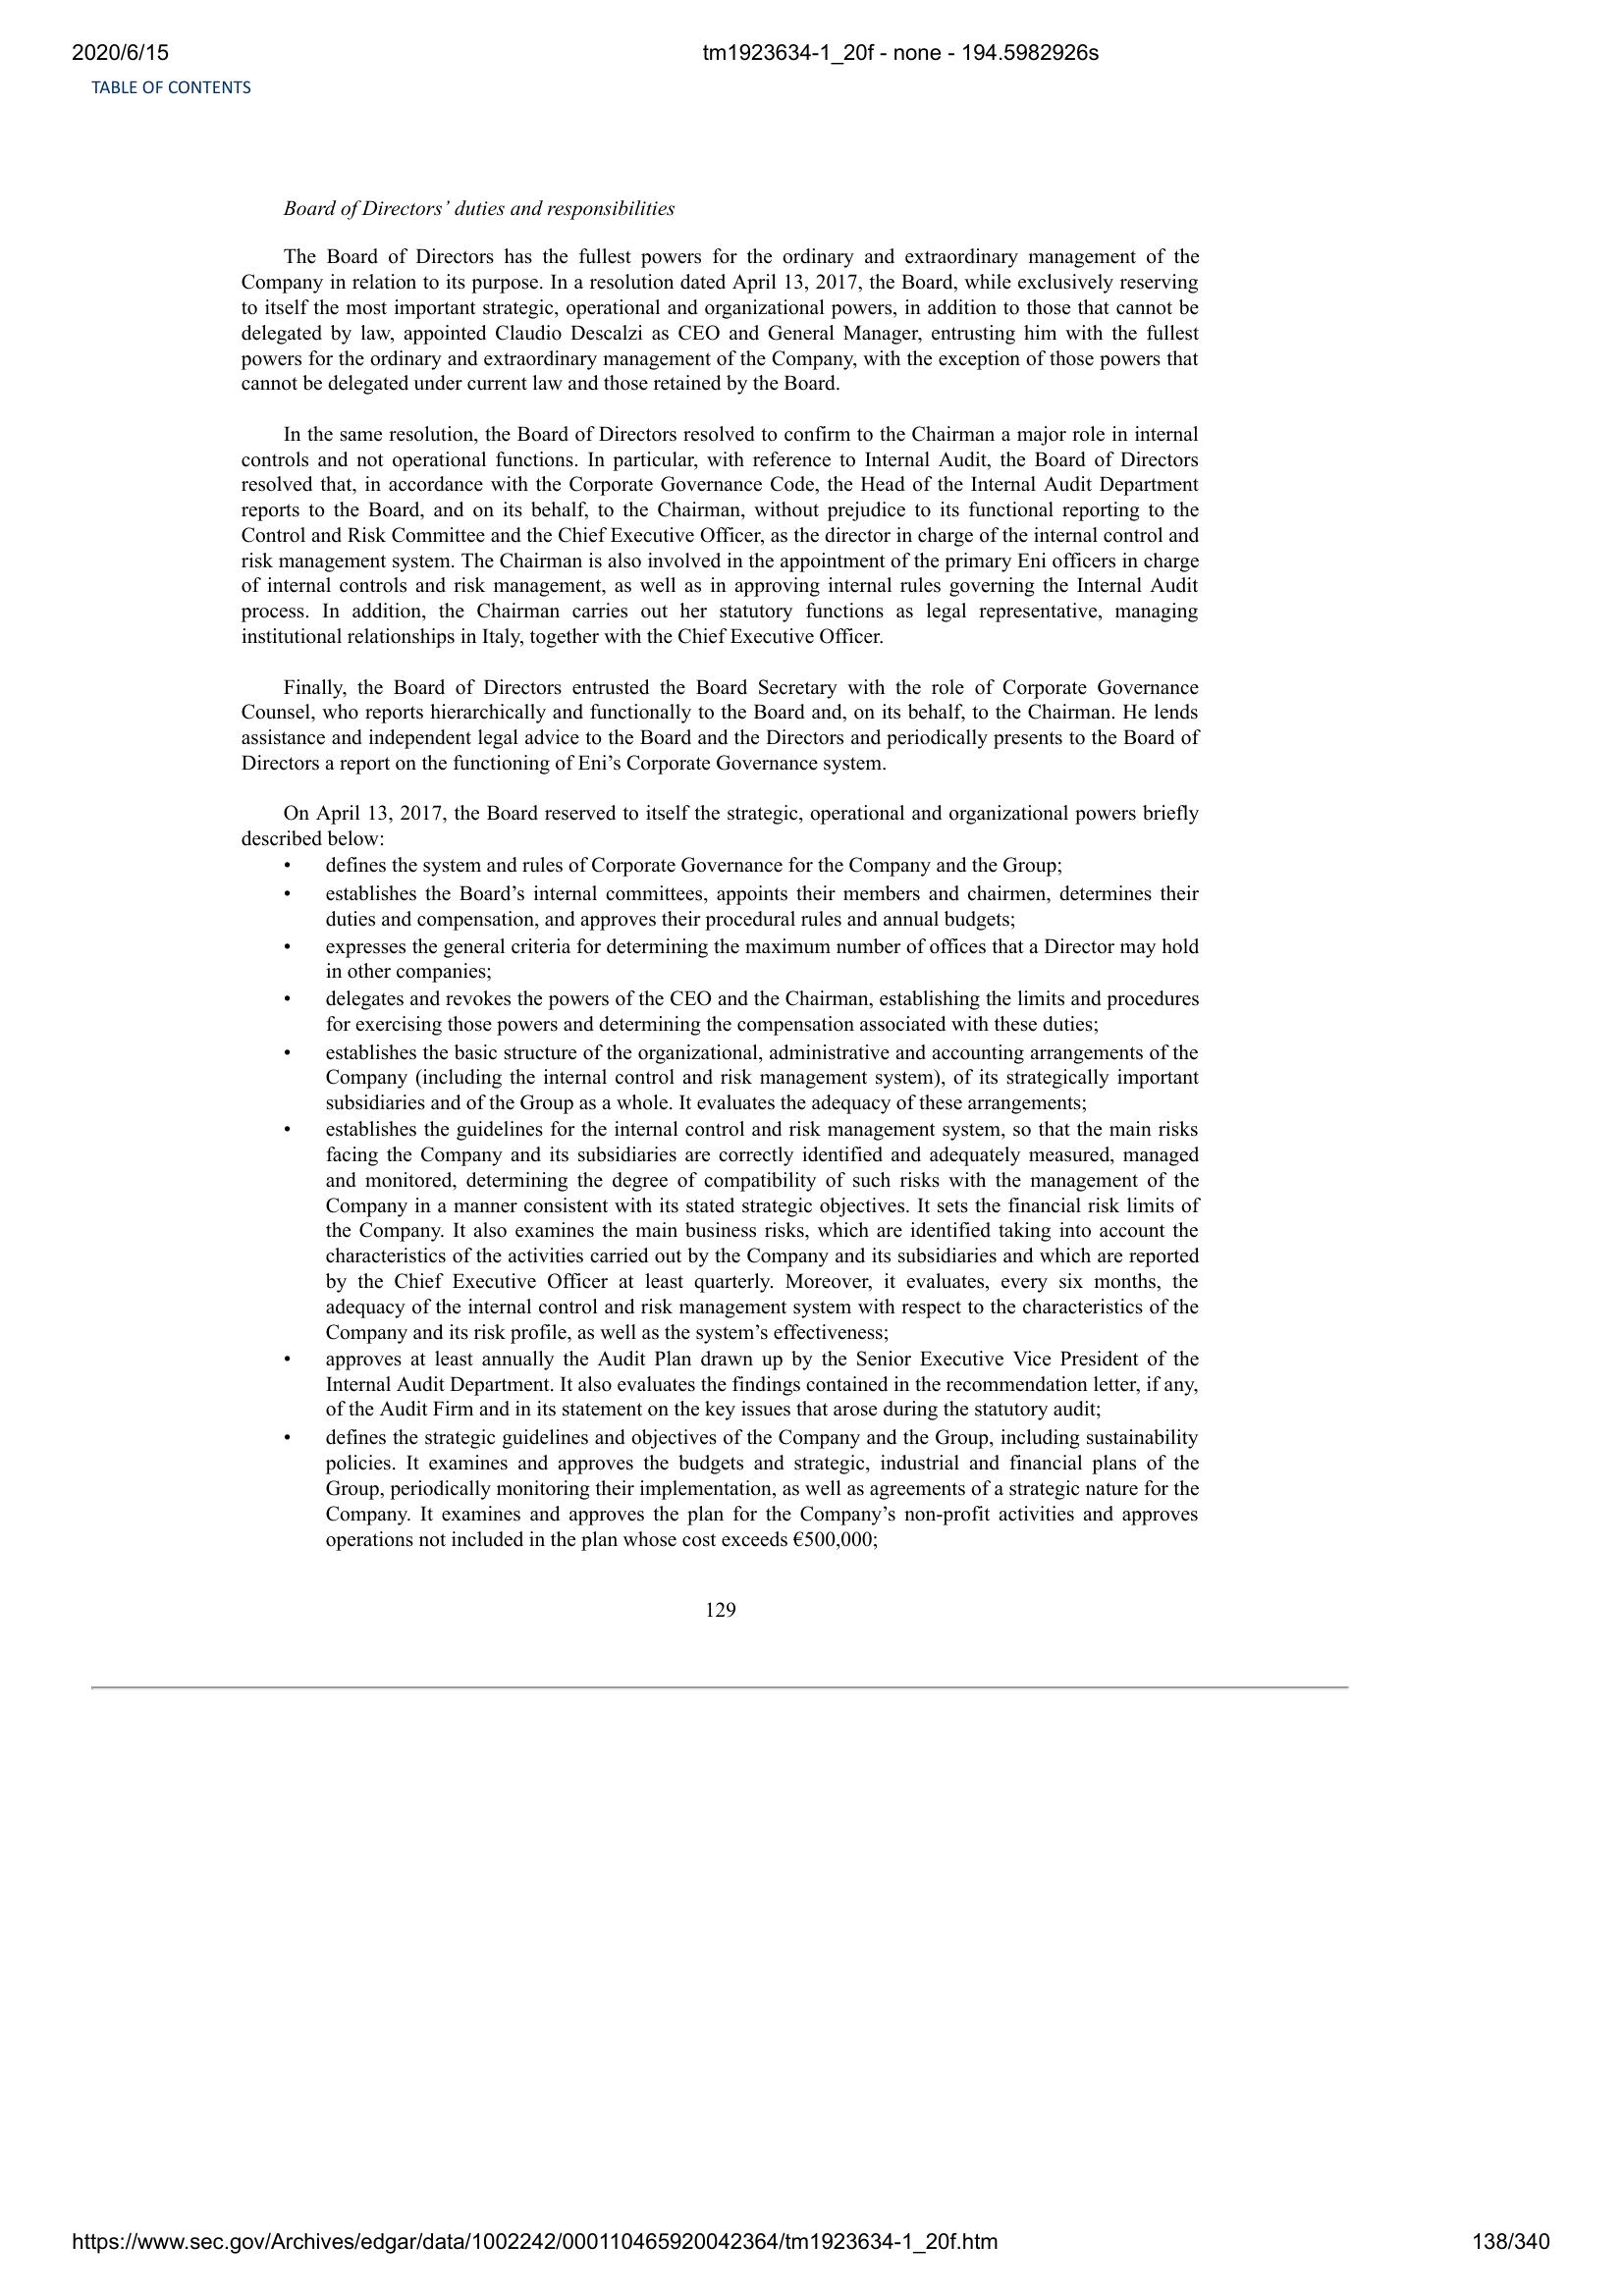 2020/6/15
tm1923634-1_20f - none - 194.5982926s
TABLE OF CONTENTS
Board of Directors’ duties and responsibilities
The Board of Directors has the fullest powers for the ordinary and extraordinary management of the
Company in relation to its purpose. In a resolution dated April 13, 2017, the Board, while exclusively reserving
to itself the most important strategic, operational and organizational powers, in addition to those that cannot be
delegated by law, appointed Claudio Descalzi as CEO and General Manager, entrusting him with the fullest
powers for the ordinary and extraordinary management of the Company, with the exception of those powers that
cannot be delegated under current law and those retained by the Board.
In the same resolution, the Board of Directors resolved to confirm to the Chairman a major role in internal
controls and not operational functions. In particular, with reference to Internal Audit, the Board of Directors
resolved that, in accordance with the Corporate Governance Code, the Head of the Internal Audit Department
reports to the Board, and on its behalf, to the Chairman, without prejudice to its functional reporting to the
Control and Risk Committee and the Chief Executive Officer, as the director in charge of the internal control and
risk management system. The Chairman is also involved in the appointment of the primary Eni officers in charge
of internal controls and risk management, as well as in approving internal rules governing the Internal Audit
process. In addition, the Chairman carries out her statutory functions as legal representative, managing
institutional relationships in Italy, together with the Chief Executive Officer.
Finally, the Board of Directors entrusted the Board Secretary with the role of Corporate Governance
Counsel, who reports hierarchically and functionally to the Board and, on its behalf, to the Chairman. He lends
assistance and independent legal advice to the Board and the Directors and periodically presents to the Board of
Directors a report on the functioning of Eni’s Corporate Governance system.
On April 13, 2017, the Board reserved to itself the strategic, operational and organizational powers briefly
described below:
• defines the system and rules of Corporate Governance for the Company and the Group;
• establishes the Board’s internal committees, appoints their members and chairmen, determines their
duties and compensation, and approves their procedural rules and annual budgets;
• expresses the general criteria for determining the maximum number of offices that a Director may hold
in other companies;
• delegates and revokes the powers of the CEO and the Chairman, establishing the limits and procedures
for exercising those powers and determining the compensation associated with these duties;
• establishes the basic structure of the organizational, administrative and accounting arrangements of the
Company (including the internal control and risk management system), of its strategically important
subsidiaries and of the Group as a whole. It evaluates the adequacy of these arrangements;
• establishes the guidelines for the internal control and risk management system, so that the main risks
facing the Company and its subsidiaries are correctly identified and adequately measured, managed
and monitored, determining the degree of compatibility of such risks with the management of the
Company in a manner consistent with its stated strategic objectives. It sets the financial risk limits of
the Company. It also examines the main business risks, which are identified taking into account the
characteristics of the activities carried out by the Company and its subsidiaries and which are reported
by the Chief Executive Officer at least quarterly. Moreover, it evaluates, every six months, the
adequacy of the internal control and risk management system with respect to the characteristics of the
Company and its risk profile, as well as the system’s effectiveness;
• approves at least annually the Audit Plan drawn up by the Senior Executive Vice President of the
Internal Audit Department. It also evaluates the findings contained in the recommendation letter, if any,
of the Audit Firm and in its statement on the key issues that arose during the statutory audit;
• defines the strategic guidelines and objectives of the Company and the Group, including sustainability
policies. It examines and approves the budgets and strategic, industrial and financial plans of the
Group, periodically monitoring their implementation, as well as agreements of a strategic nature for the
Company. It examines and approves the plan for the Company’s non-profit activities and approves
operations not included in the plan whose cost exceeds €500,000;
129
https://www.sec.gov/Archives/edgar/data/1002242/000110465920042364/tm1923634-1_20f.htm
138/340